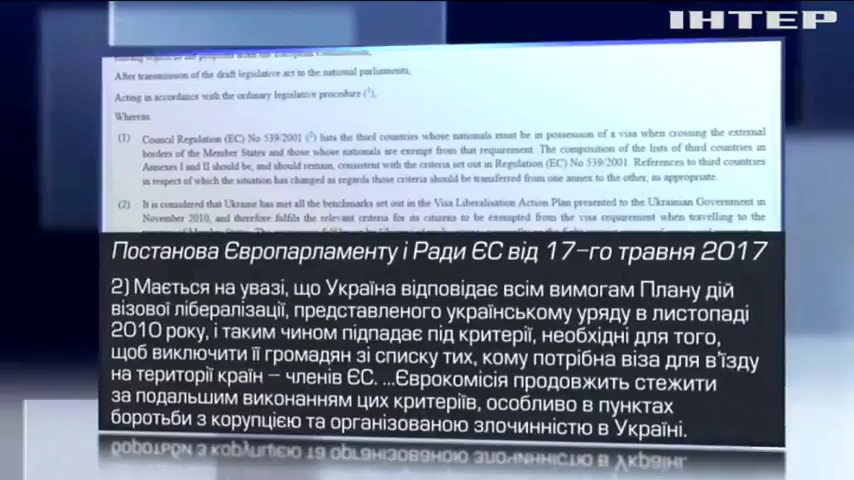 ІНТЕР
After transmission of the draft legislative act to the national parliaments,
Acting in accordance with the ordinary legislative procedure (²),
Whereas
(1) Council Regulation (EC) No 539/2001 (²) lists the third countries whose nationals must be in possession of a visa when crossing the external
borders of the Member States and those whose nationals are exempt from that requirement. The composition of the lists of third countries in
Annexes I and II should be, and should remain, consistent with the criteria set out in Regulation (EC) No 539/2001. References to third countries
in respect of which the situation has changed as regards those criteria should be transferred from one annex to the other, as appropriate.
(2) It is considered that Ukraine has met all the benchmarks set out in the Visa Liberalisation Action Plan presented to the Ukrainian Government in
November 2010, and therefore fulfils the relevant criteria for its citizens to be exempted from the visa requirement when travelling to the
Постанова Європарламенту і Ради ЄС від 17-го травня 2017
2) Мається на увазі, що Україна відповідає всім вимогам Плану дій
візової лібералізації, представленого українському уряду в листопаді
2010 року, і таким чином підпадає під критерії, необхідні для того,
щоб виключити її громадян зі списку тих, кому потрібна віза для в'їзду
на території країн – членів ЄС. ...Єврокомісія продовжить стежити
за подальшим виконанням цих критеріїв, особливо в пунктах
боротьби з корупцією та організованою злочинністю в Україні.